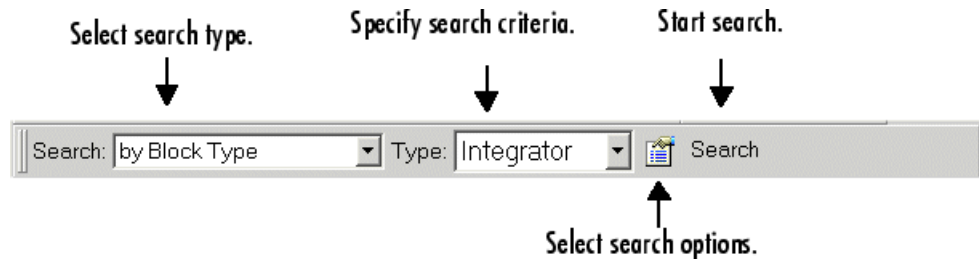 Select search type.
Specify search criteria.
Start search.
Search: by Block Type Type: Integrator Search
Select search options.